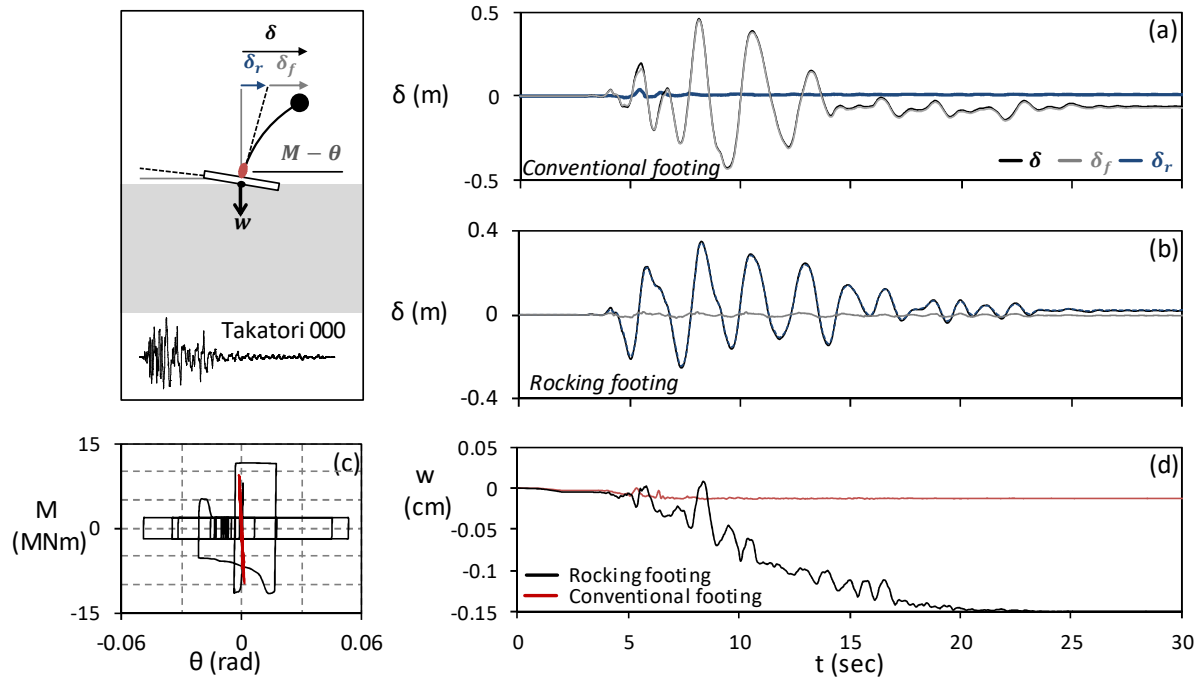 δ
δr δf
M − θ
w
Takatori 000
(a)
0.5
δ (m)
0
-0.5
Conventional footing
δ δf δr
(b)
0.4
δ (m)
0
-0.4
Rocking footing
(c)
15
M
(MNm)
0
-15
-0.06 0 0.06
θ (rad)
(d)
w
(cm)
0.05
0
-0.05
-0.1
-0.15
Rocking footing
Conventional footing
0 5 10 15 20 25 30
t (sec)